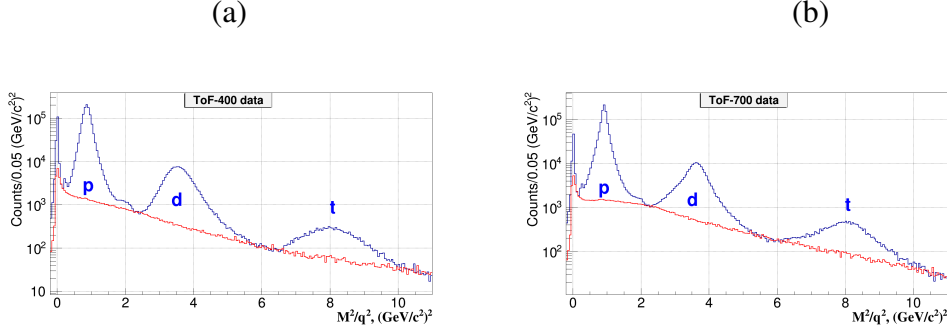 (a)
ToF-400 data
Counts/0.05 (GeV/c²)²
10⁵
10⁴
10³
10²
10
p
d
t
0 2 4 6 8 10
M²/q², (GeV/c²)²
(b)
ToF-700 data
Counts/0.05 (GeV/c²)²
10⁵
10⁴
10³
10²
p
d
t
0 2 4 6 8 10
M²/q², (GeV/c²)²